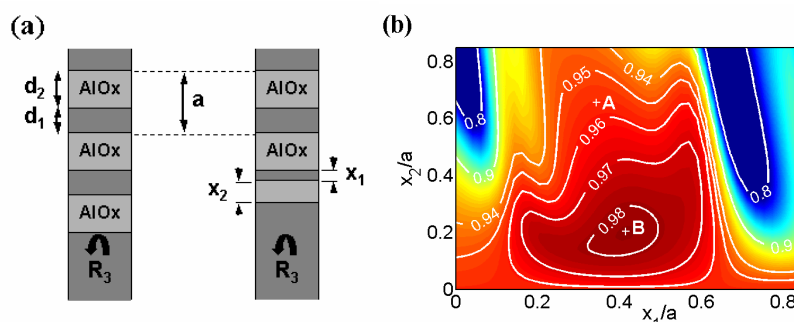 (a)
d₂
d₁
AlOx
AlOx
AlOx
R₃
a
AlOx
AlOx
x₁
x₂
R₃
(b)
x₂/a
0.8
0.6
0.4
0.2
0
0 0.2 0.4 0.6 0.8
x₁/a
0.8
0.9
0.94
0.95
0.94
+A
0.96
0.97
0.98
+B
0.8
0.9